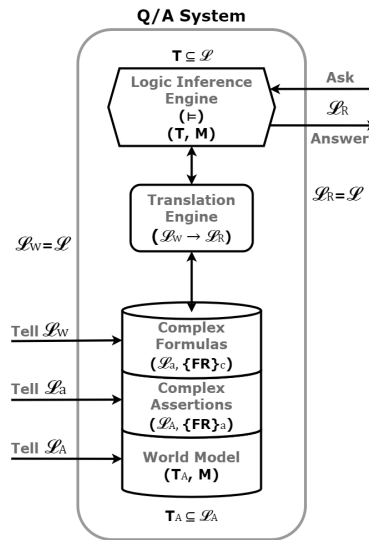 Q/A System
T ⊆ ℒ
Logic Inference
Engine
(⊨)
(T, M)
Ask
ℒR
Answer
Translation
Engine
(ℒW → ℒR)
ℒR = ℒ
ℒW = ℒ
Tell ℒW
Complex
Formulas
(ℒa, {FR}c)
Tell ℒa
Complex
Assertions
(ℒA, {FR}a)
Tell ℒA
World Model
(TA, M)
TA ⊆ ℒA